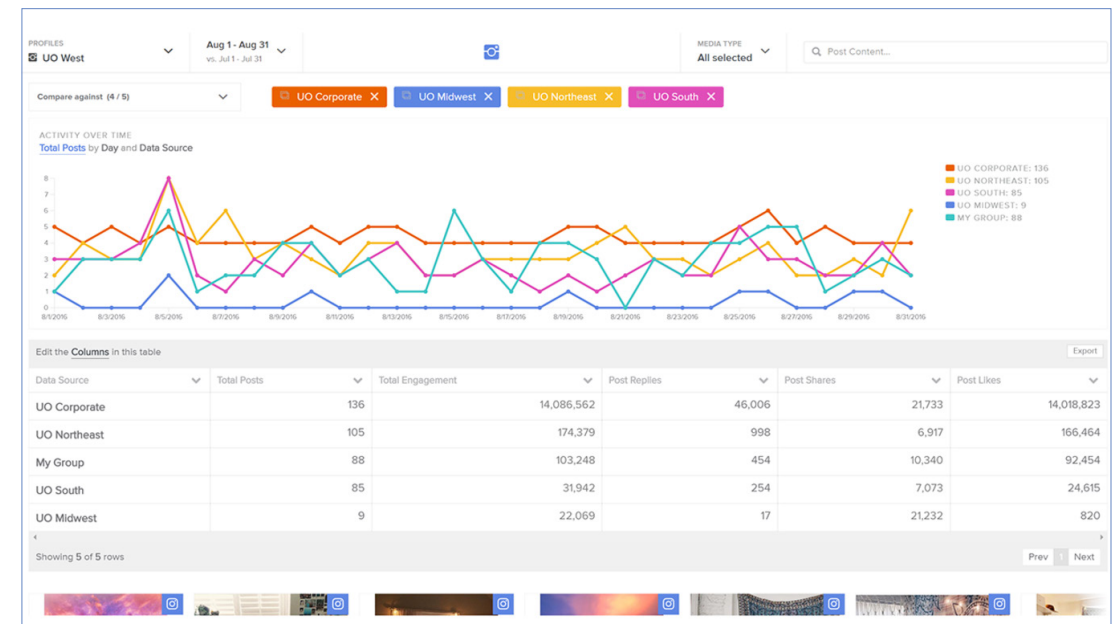 PROFILES
UO West
Aug 1 - Aug 31
vs. Jul 1 - Jul 31
MEDIA TYPE
All selected
Post Content...
Compare against (4 / 5)
UO Corporate ✕
UO Midwest ✕
UO Northeast ✕
UO South ✕
ACTIVITY OVER TIME
Total Posts by Day and Data Source
8
7
6
5
4
3
2
1
0
8/1/2016 8/3/2016 8/5/2016 8/7/2016 8/9/2016 8/11/2016 8/13/2016 8/15/2016 8/17/2016 8/19/2016 8/21/2016 8/23/2016 8/25/2016 8/27/2016 8/29/2016 8/31/2016
UO CORPORATE: 136
UO NORTHEAST: 105
UO SOUTH: 85
UO MIDWEST: 9
MY GROUP: 88
Edit the Columns in this table
Export
Data Source Total Posts Total Engagement Post Replies Post Shares Post Likes
UO Corporate 136 14,086,562 46,006 21,733 14,018,823
UO Northeast 105 174,379 998 6,917 166,464
My Group 88 103,248 454 10,340 92,454
UO South 85 31,942 254 7,073 24,615
UO Midwest 9 22,069 17 21,232 820
Showing 5 of 5 rows
Prev 1 Next